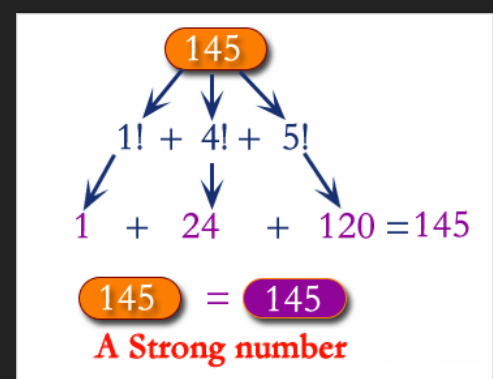 145
1! + 4! + 5!
1 + 24 + 120 = 145
145 = 145
A Strong number